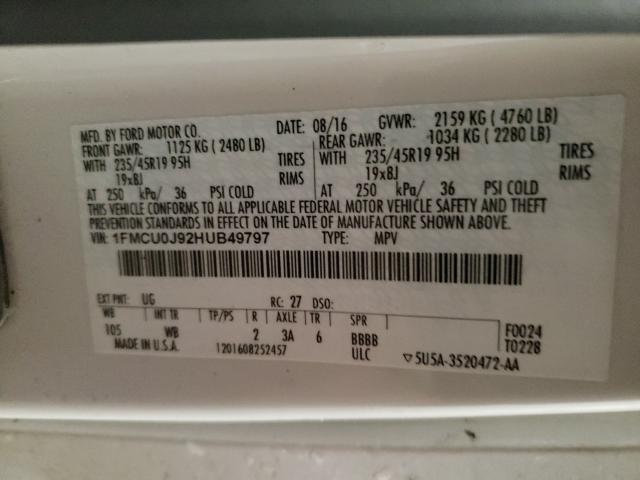 MFD. BY FORD MOTOR CO.
DATE: 08/16 GVWR: 2159 KG ( 4760 LB)
FRONT GAWR: 1125 KG ( 2480 LB) REAR GAWR: 1034 KG ( 2280 LB)
WITH 235/45R19 95H TIRES WITH 235/45R19 95H TIRES
19x8J RIMS 19x8J RIMS
AT 250 kPa/ 36 PSI COLD AT 250 kPa/ 36 PSI COLD
THIS VEHICLE CONFORMS TO ALL APPLICABLE FEDERAL MOTOR VEHICLE SAFETY AND THEFT
PREVENTION STANDARDS IN EFFECT ON THE DATE OF MANUFACTURE SHOWN ABOVE.
VIN: 1FMCU0J92HUB49797 TYPE: MPV
EXT PNT: UG RC: 27 DSO:
WB INT TR TP/PS R AXLE TR SPR
105 WB 2 3A 6 BBBB
F0024
T0228
MADE IN U.S.A. 1201608252457 ULC ▽5U5A-3520472-AA